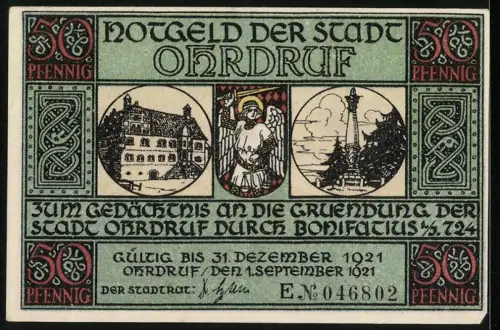 50 NOTGELD DER STADT 50
PFENNIG OHRDRUF PFENNIG
ZUM GEDÄCHTNIS AN DIE GRUENDUNG DER
STADT OHRDRUF DURCH BONIFATIUS 724
50 GÜLTIG BIS 31. DEZEMBER 1921 50
OHRDRUF / DEN 1. SEPTEMBER 1921
PFENNIG DER STADTRAT: E. No 046802 PFENNIG